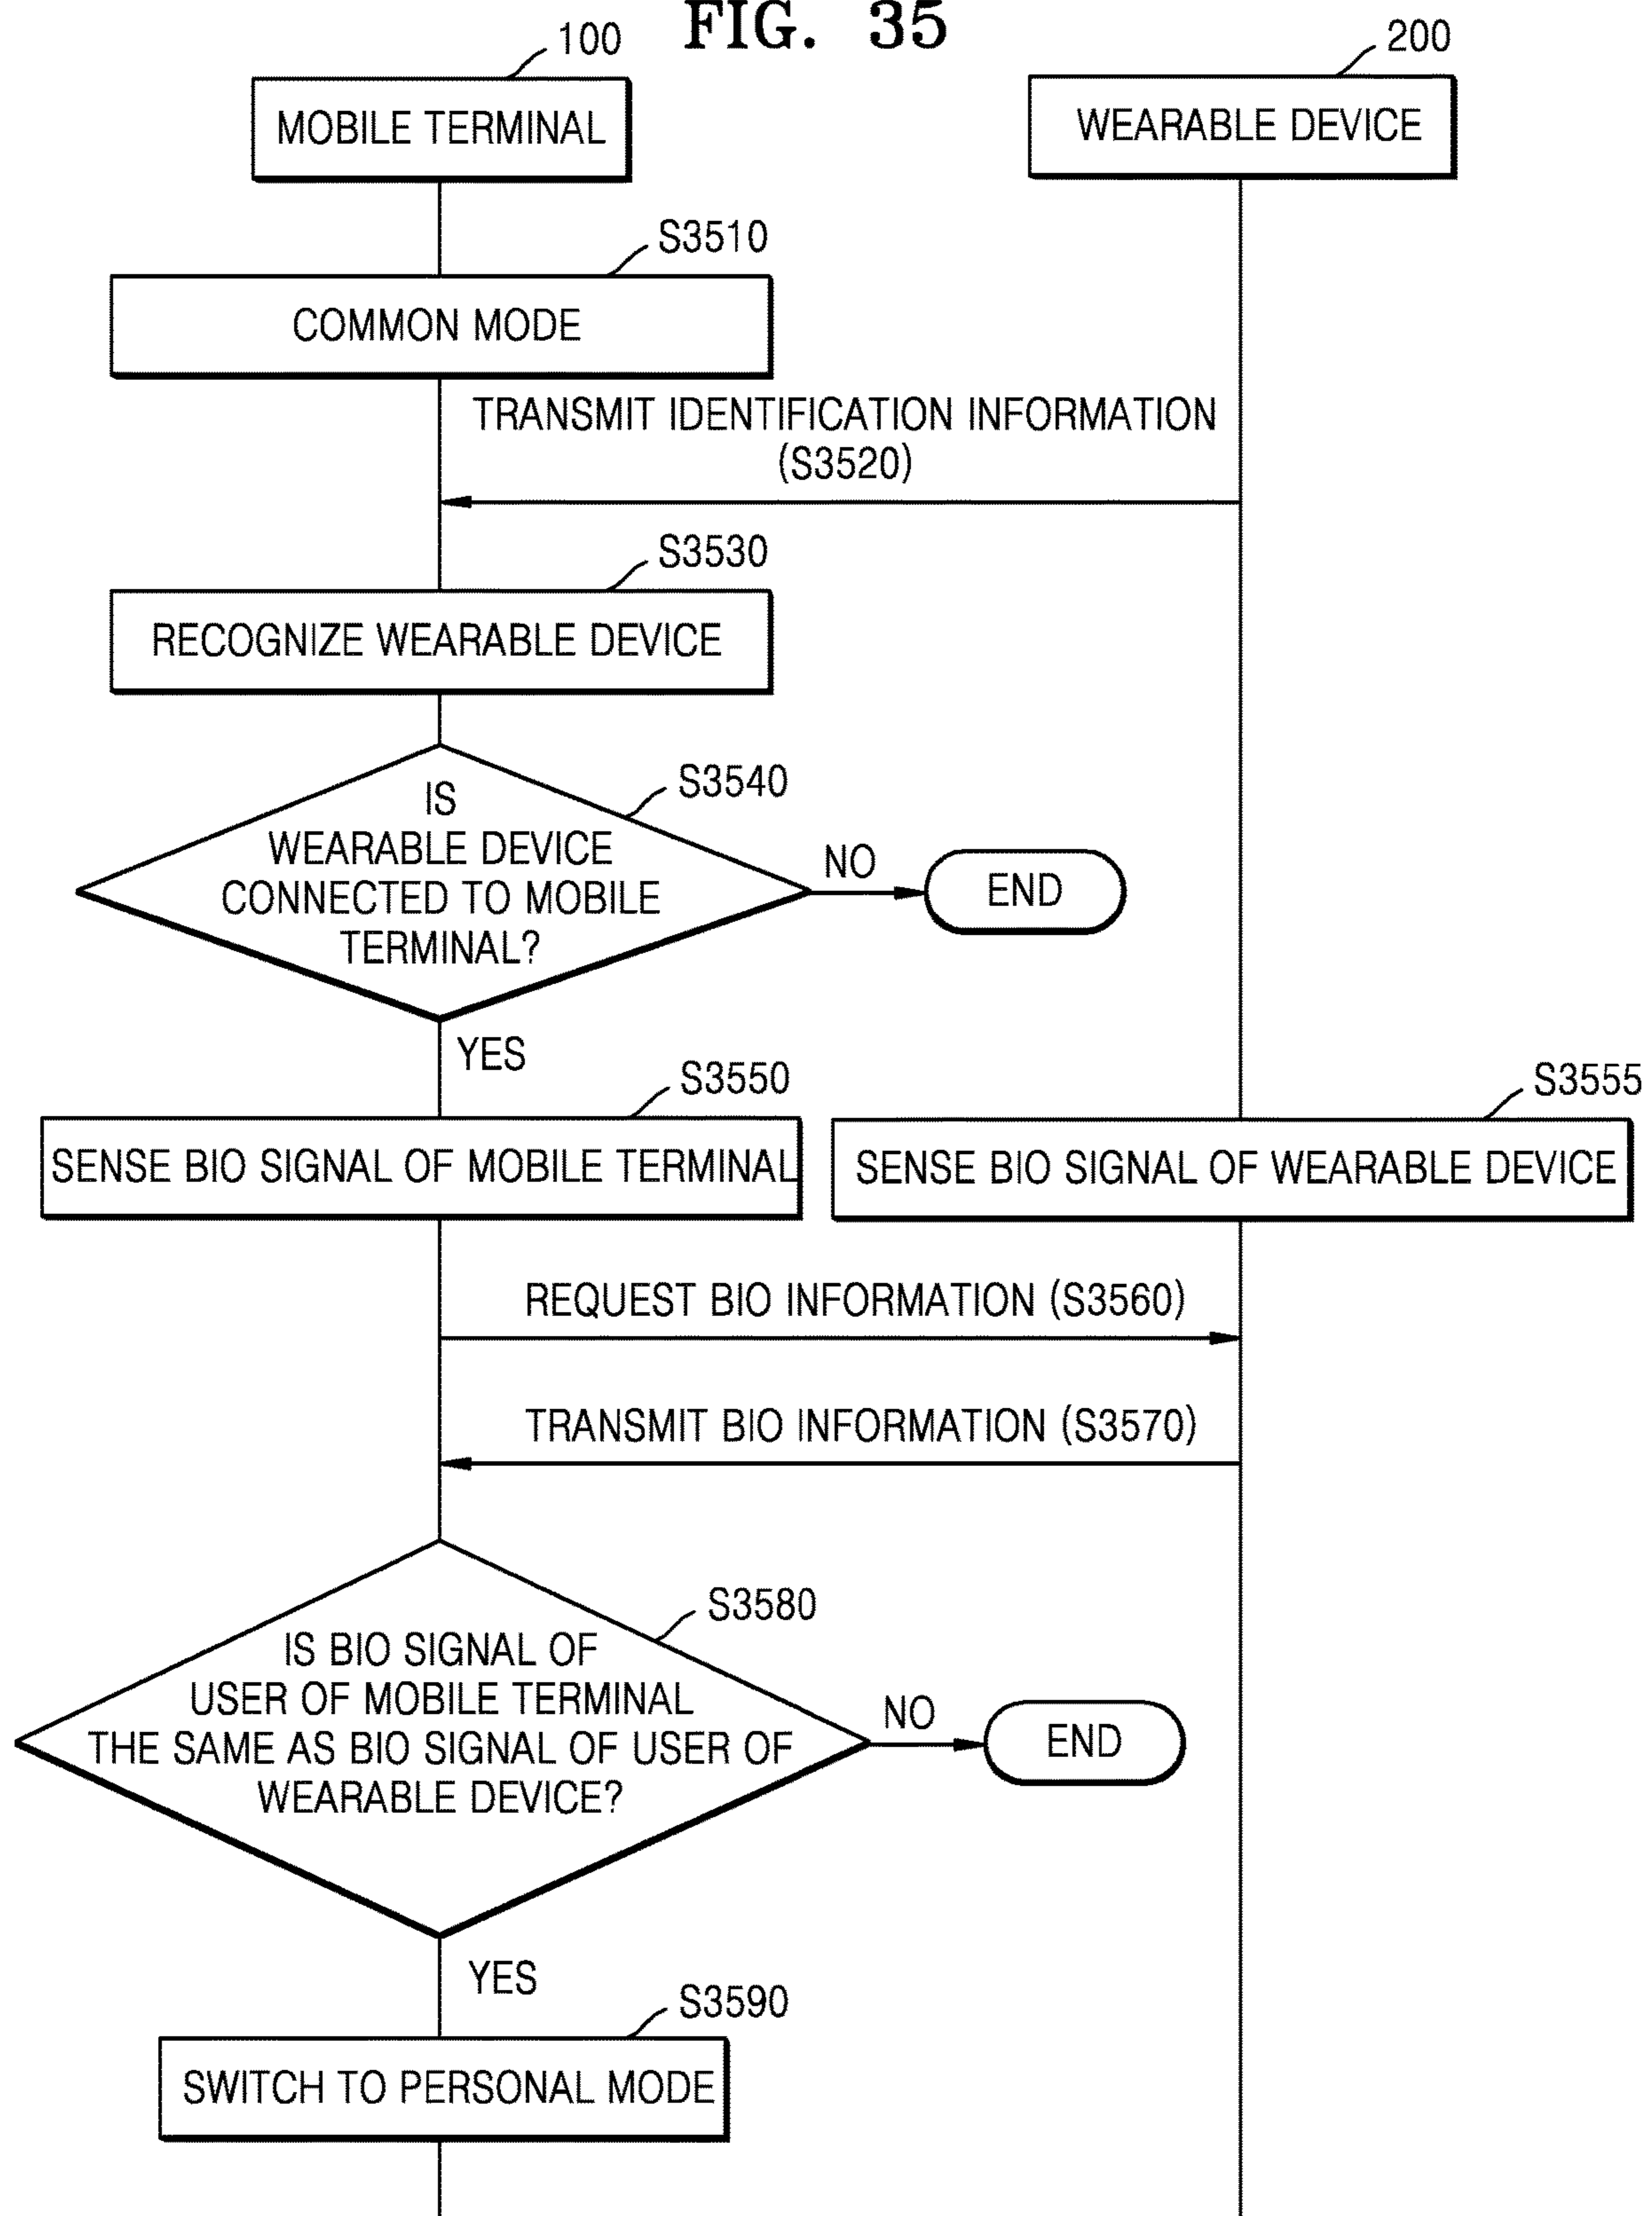 FIG. 35
100
200
MOBILE TERMINAL
WEARABLE DEVICE
S3510
COMMON MODE
TRANSMIT IDENTIFICATION INFORMATION
(S3520)
S3530
RECOGNIZE WEARABLE DEVICE
S3540
IS
WEARABLE DEVICE
CONNECTED TO MOBILE
TERMINAL?
NO
END
YES
S3550
S3555
SENSE BIO SIGNAL OF MOBILE TERMINAL
SENSE BIO SIGNAL OF WEARABLE DEVICE
REQUEST BIO INFORMATION (S3560)
TRANSMIT BIO INFORMATION (S3570)
S3580
IS BIO SIGNAL OF
USER OF MOBILE TERMINAL
THE SAME AS BIO SIGNAL OF USER OF
WEARABLE DEVICE?
NO
END
YES
S3590
SWITCH TO PERSONAL MODE